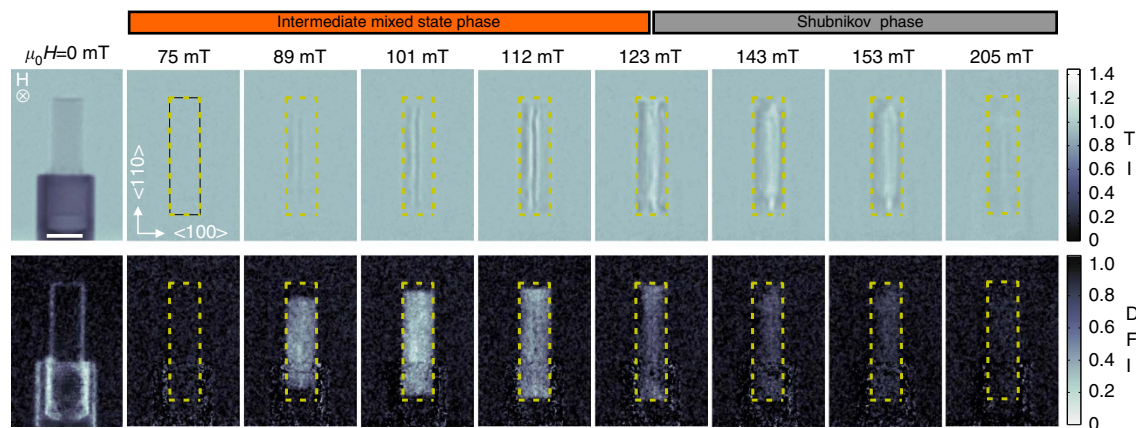 Intermediate mixed state phase
Shubnikov phase
μ₀H=0 mT 75 mT 89 mT 101 mT 112 mT 123 mT 143 mT 153 mT 205 mT
H
⊗
<110>
<100>
1.4
1.2
1.0
0.8
0.6
0.4
0.2
0
T
I
1.0
0.8
0.6
0.4
0.2
0
D
F
I